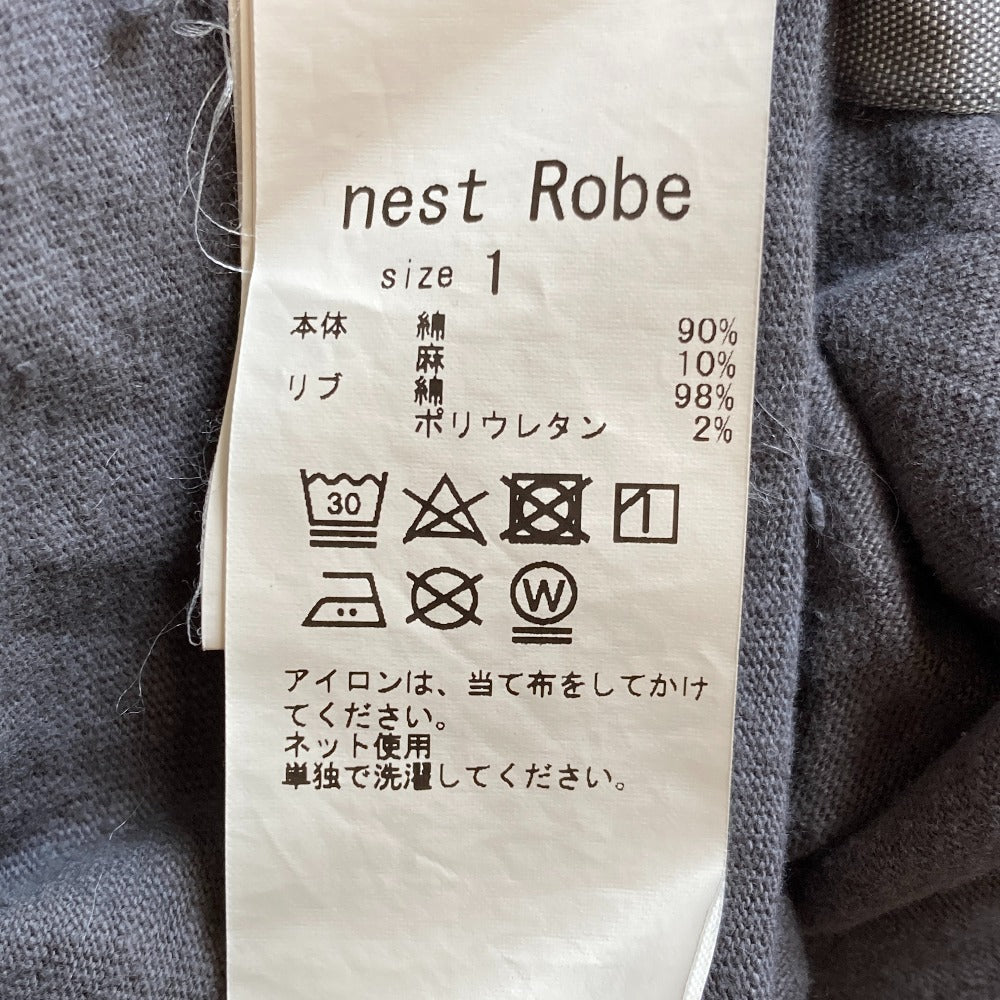 nest Robe
size 1
本体 綿 90%
麻 10%
リブ 綿 98%
ポリウレタン 2%
30
W
アイロンは、当て布をしてかけ
てください。
ネット使用
単独で洗濯してください。